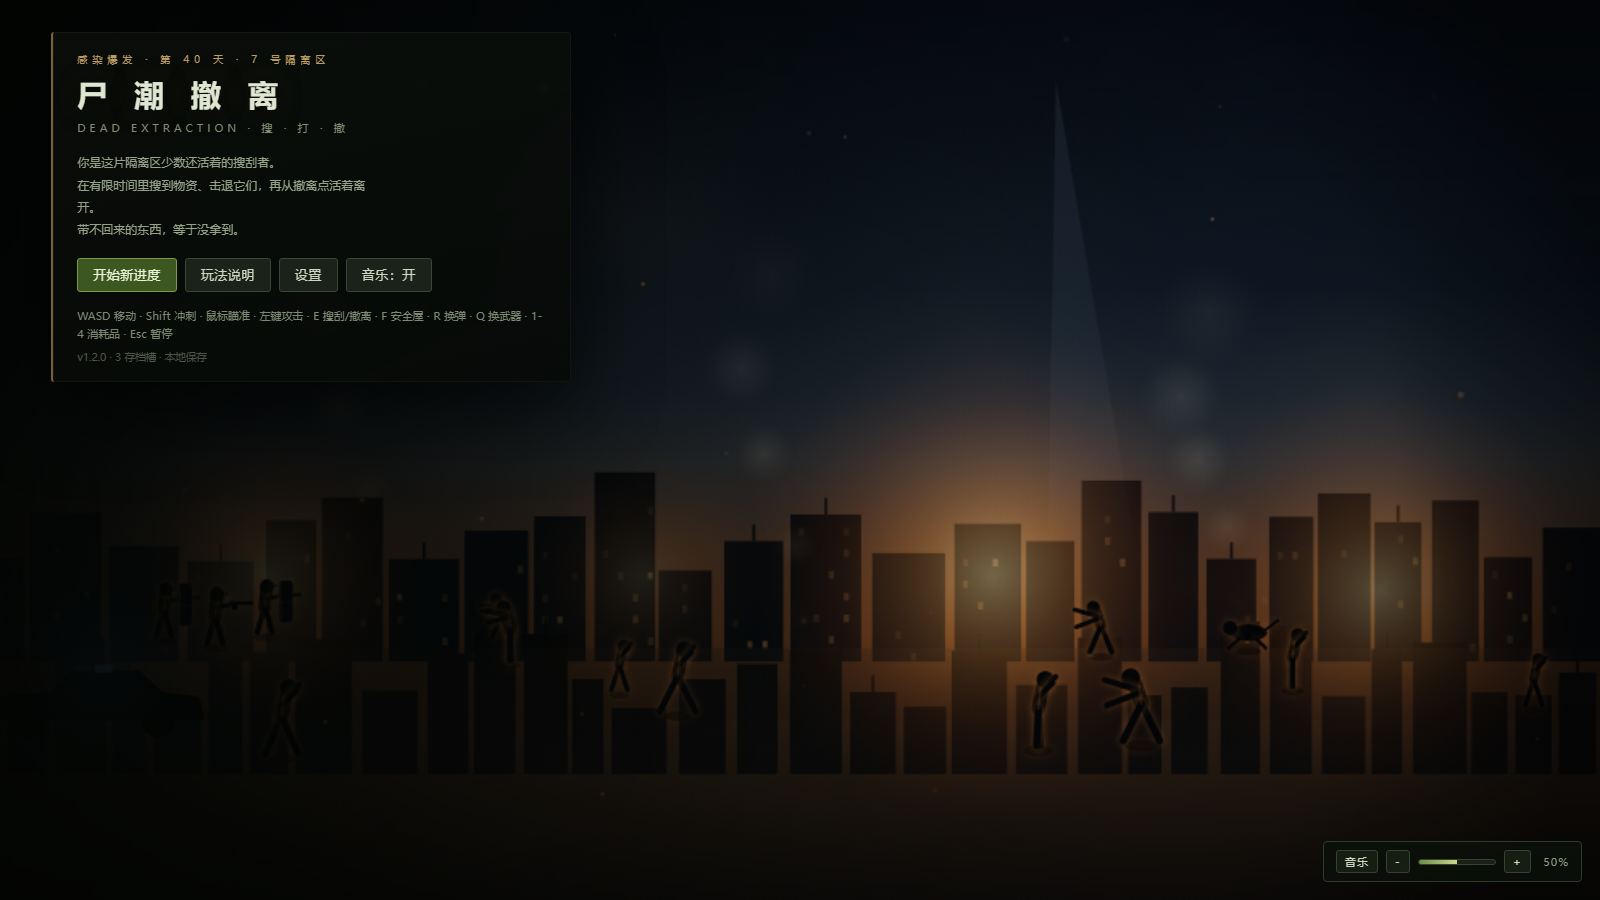 感染爆发 · 第 40 天 · 7 号隔离区
尸潮撤离
DEAD EXTRACTION · 搜 · 打 · 撤
你是这片隔离区少数还活着的搜刮者。
在有限时间里搜到物资、击退它们，再从撤离点活着离
开。
带不回来的东西，等于没拿到。
开始新进度 玩法说明 设置 音乐：开
WASD 移动 · Shift 冲刺 · 鼠标瞄准 · 左键攻击 · E 搜刮/撤离 · F 安全屋 · R 换弹 · Q 换武器 · 1-
4 消耗品 · Esc 暂停
v1.2.0 · 3 存档槽 · 本地保存
音乐 - + 50%